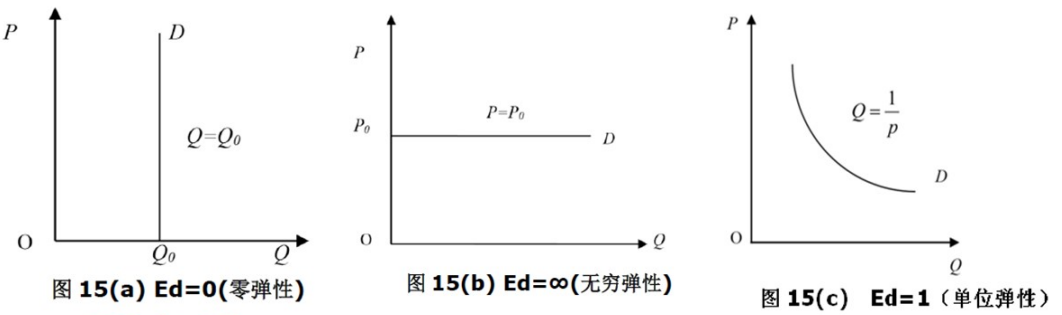 P
D
Q=Q₀
O
Q₀
Q
图 15(a) Ed=0(零弹性)
P
P₀
P=P₀
D
O
Q
图 15(b) Ed=∞(无穷弹性)
P
Q=1/p
D
O
Q
图 15(c) Ed=1（单位弹性）